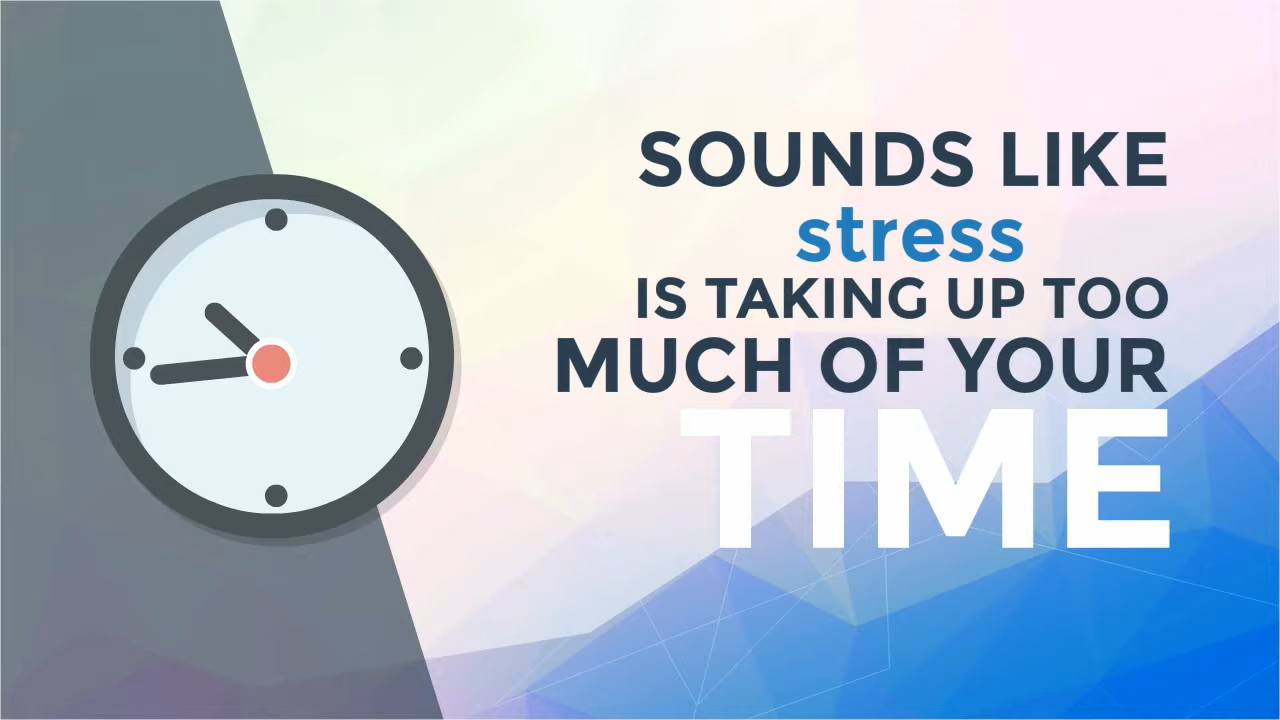 SOUNDS LIKE
stress
IS TAKING UP TOO
MUCH OF YOUR
TIME